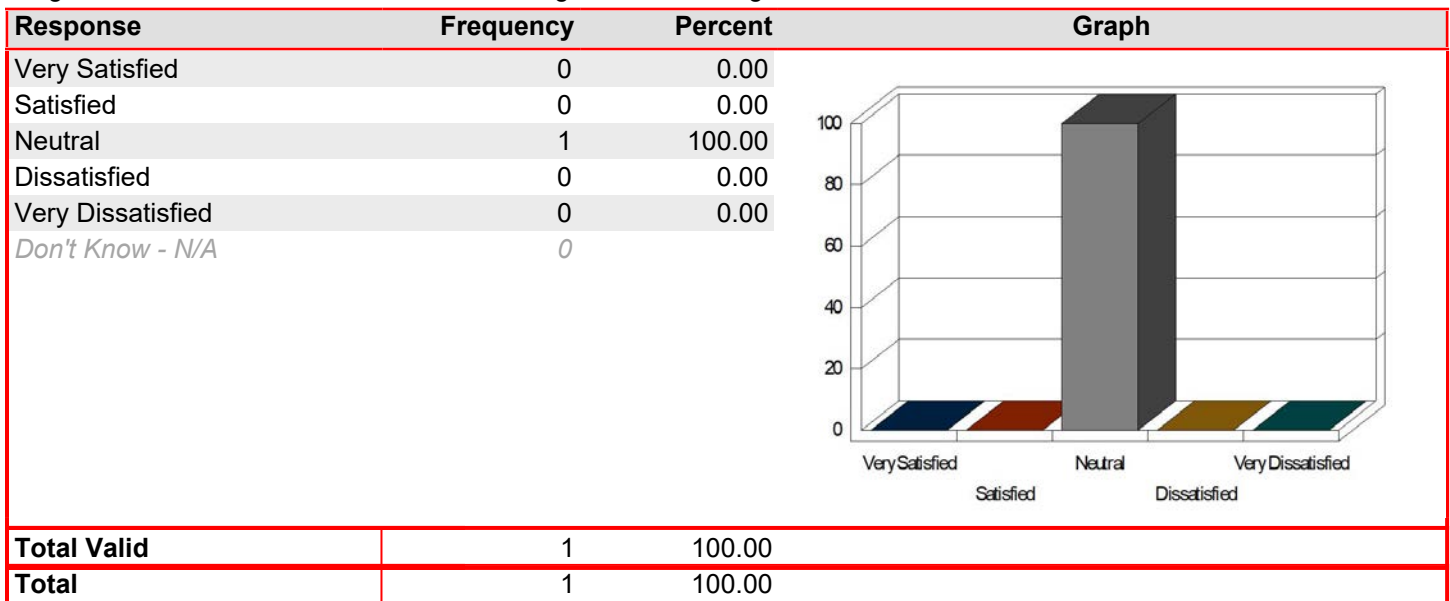 Response Frequency Percent Graph
Very Satisfied 0 0.00
Satisfied 0 0.00
Neutral 1 100.00
Dissatisfied 0 0.00
Very Dissatisfied 0 0.00
Don't Know - N/A 0
100
80
60
40
20
0
Very Satisfied Neutral Very Dissatisfied
Satisfied Dissatisfied
Total Valid 1 100.00
Total 1 100.00